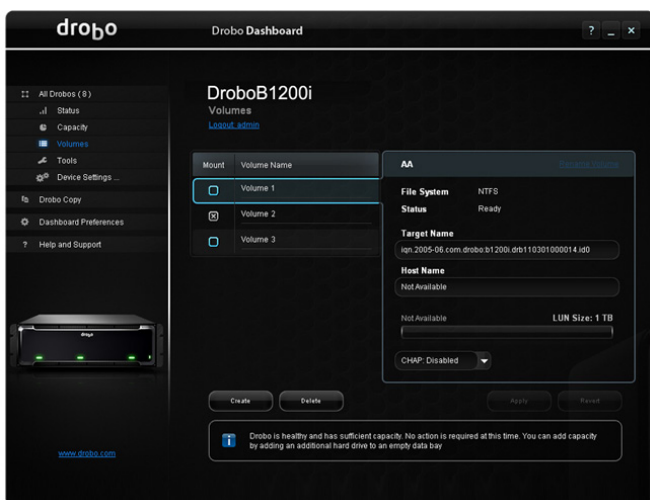 drobo
Drobo Dashboard
? _ x
All Drobos (8)
Status
Capacity
Volumes
Tools
Device Settings ...
Drobo Copy
Dashboard Preferences
? Help and Support
www.drobo.com
DroboB1200i
Volumes
Logout admin
Mount Volume Name
Volume 1
Volume 2
Volume 3
AA Rename Volume
File System NTFS
Status Ready
Target Name
iqn.2005-06.com.drobo:b1200i.drb110301000014.id0
Host Name
Not Available
Not Available LUN Size: 1 TB
CHAP: Disabled
Create Delete Apply Revert
Drobo is healthy and has sufficient capacity. No action is required at this time. You can add capacity
by adding an additional hard drive to an empty data bay